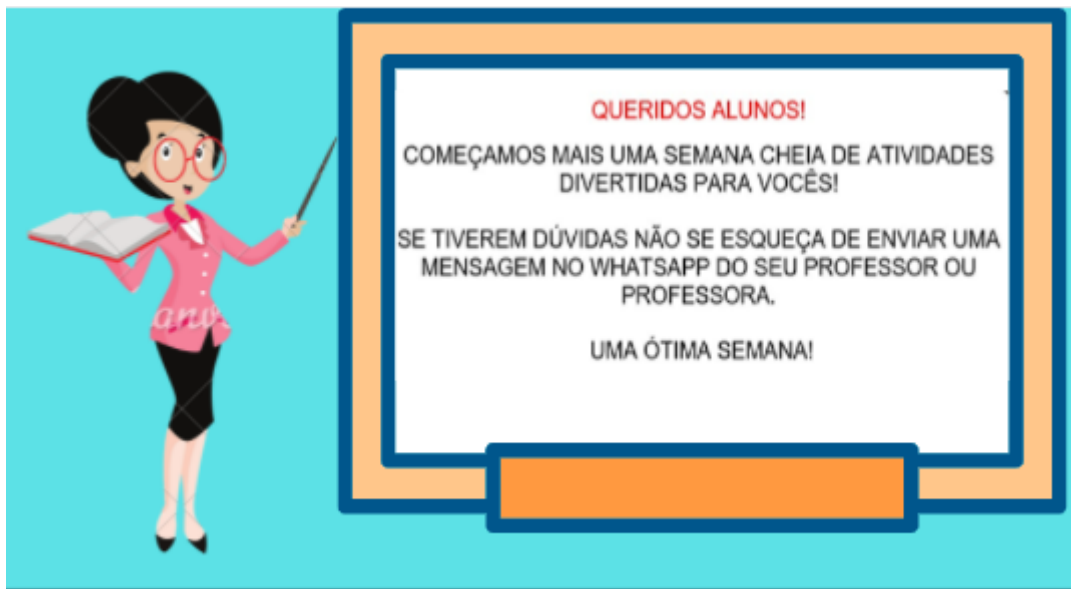 QUERIDOS ALUNOS!
COMEÇAMOS MAIS UMA SEMANA CHEIA DE ATIVIDADES
DIVERTIDAS PARA VOCÊS!
SE TIVEREM DÚVIDAS NÃO SE ESQUEÇA DE ENVIAR UMA
MENSAGEM NO WHATSAPP DO SEU PROFESSOR OU
PROFESSORA.
UMA ÓTIMA SEMANA!